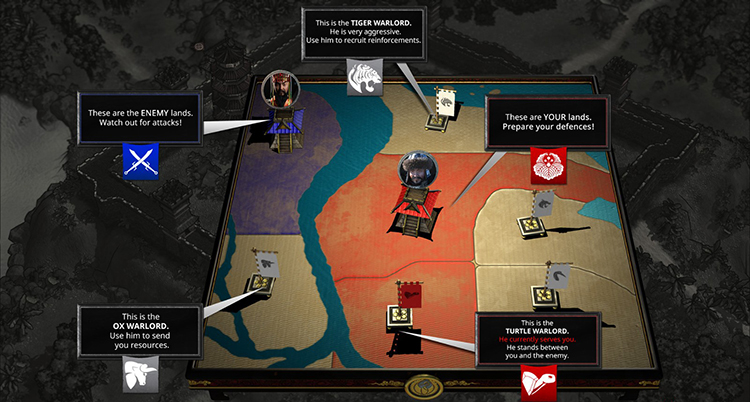 This is the TIGER WARLORD.
He is very aggressive.
Use him to recruit reinforcements.
These are the ENEMY lands.
Watch out for attacks!
These are YOUR lands.
Prepare your defences!
This is the
OX WARLORD.
Use him to send
you resources.
This is the
TURTLE WARLORD.
He currently serves you.
He stands between
you and the enemy.